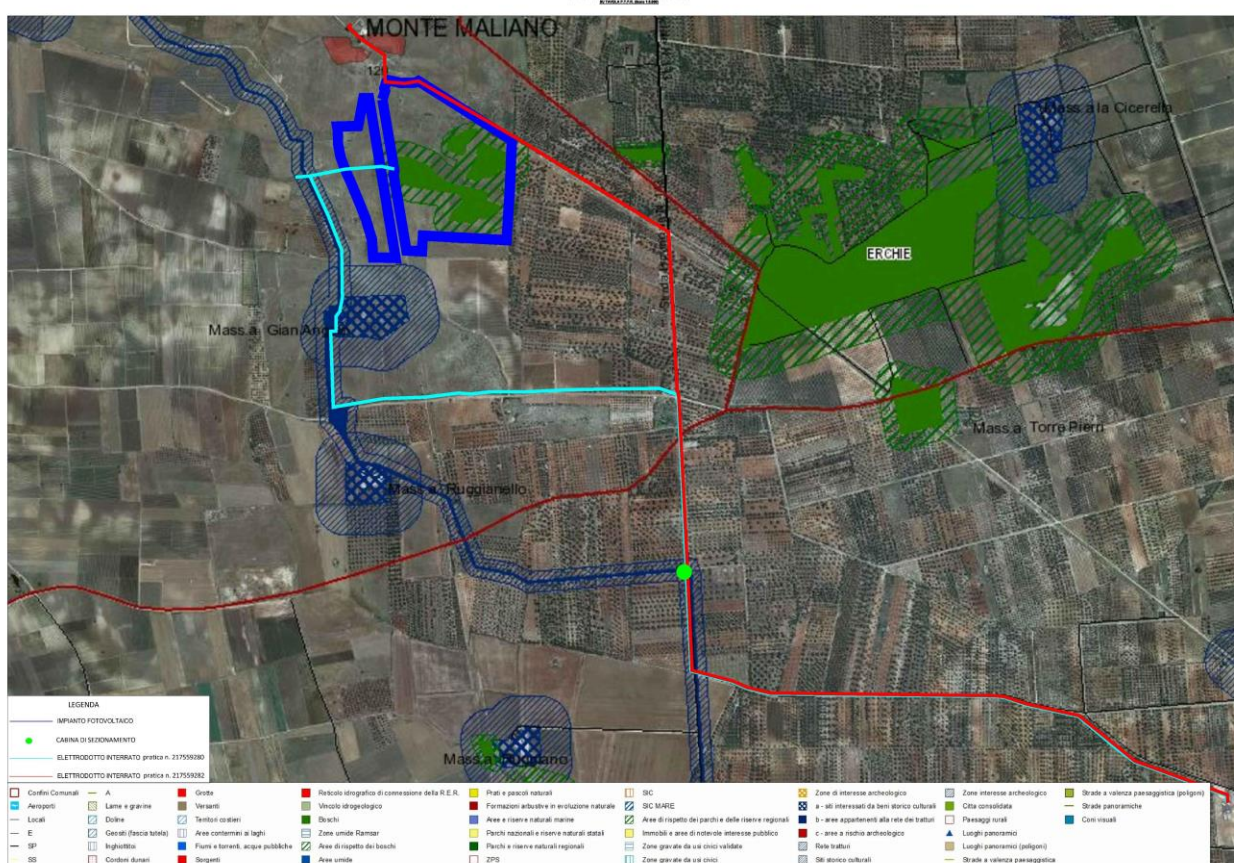 MONTE MALIANO
Mass.a la Cicerella
ERCHIE
Mass.a Gian Angelo
Mass.a Torre Pierri
Mass.a Ruggianello
Mass.a
LEGENDA
IMPIANTO FOTOVOLTAICO
CABINA DI SEZIONAMENTO
ELETTRODOTTO INTERRATO pratica n. 217559280
ELETTRODOTTO INTERRATO pratica n. 217559282
Confini Comunali
Aeroporti
Locali
E
SP
SS
A
Lame e gravine
Doline
Geositi (fascia tutela)
Inghiottitoi
Cordoni dunari
Grotte
Versanti
Territori costieri
Aree contermini ai laghi
Fiumi e torrenti, acque pubbliche
Sorgenti
Reticolo idrografico di connessione della R.E.R.
Vincolo idrogeologico
Boschi
Zone umide Ramsar
Aree di rispetto dei boschi
Aree umide
Prati e pascoli naturali
Formazioni arbustive in evoluzione naturale
Aree e riserve naturali marine
Parchi nazionali e riserve naturali statali
Parchi e riserve naturali regionali
ZPS
SIC
SIC MARE
Aree di rispetto dei parchi e delle riserve regionali
Immobili e aree di notevole interesse pubblico
Zone gravate da usi civici validate
Zone gravate da usi civici
Zone di interesse archeologico
a - siti interessati da beni storico culturali
b - aree appartenenti alla rete dei tratturi
c - aree a rischio archeologico
Rete tratturi
Siti storico culturali
Zone interesse archeologico
Citta consolidata
Paesaggi rurali
Luoghi panoramici
Luoghi panoramici (poligoni)
Strade a valenza paesaggistica
Strade a valenza paesaggistica (poligoni)
Strade panoramiche
Coni visuali